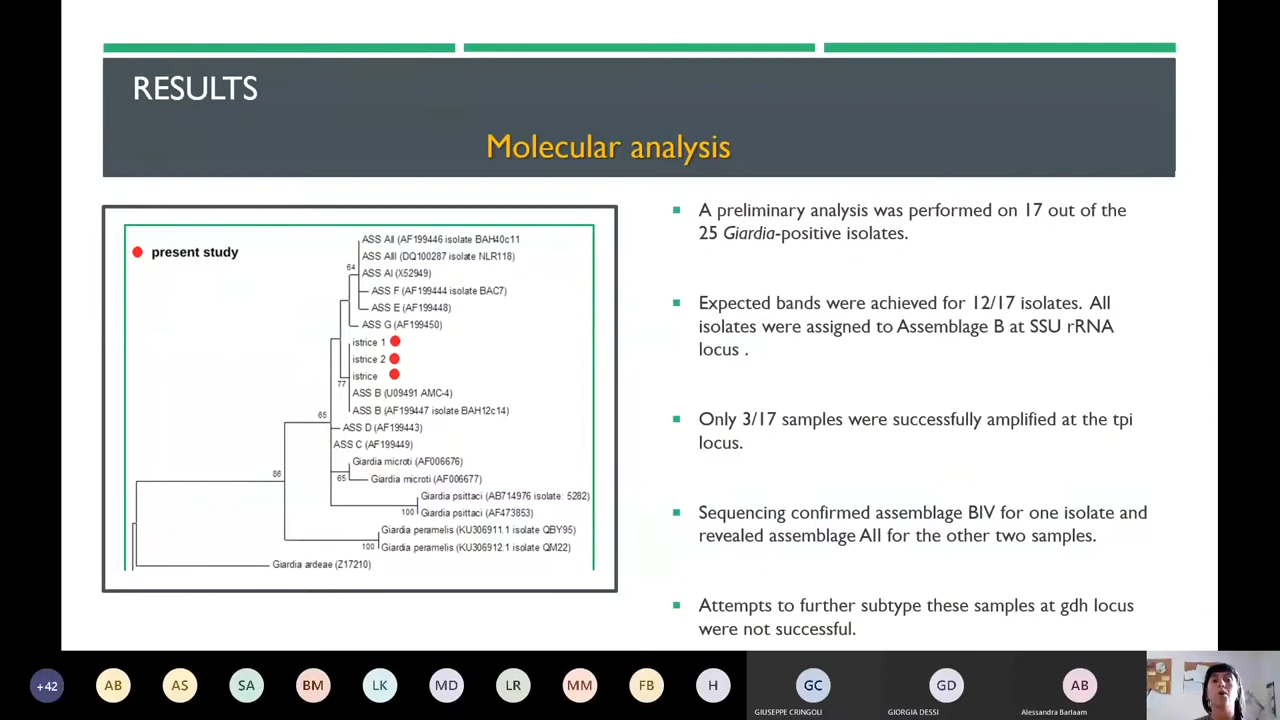 RESULTS
Molecular analysis
present study
ASS AII (AF199446 isolate BAH40c11
ASS AIII (DQ100287 isolate NLR118)
ASS AI (X52949)
64
ASS F (AF199444 isolate BAC7)
ASS E (AF199448)
ASS G (AF199450)
istrice 1
istrice 2
istrice
77
ASS B (U09491 AMC-4)
ASS B (AF199447 isolate BAH12c14)
65
ASS D (AF199443)
ASS C (AF199449)
Giardia microti (AF006676)
86
65
Giardia microti (AF006677)
Giardia psittaci (AB714976 isolate: 5282)
100
Giardia psittaci (AF473853)
Giardia peramelis (KU306911.1 isolate QBY95)
100
Giardia peramelis (KU306912.1 isolate QM22)
Giardia ardeae (Z17210)
A preliminary analysis was performed on 17 out of the
25 Giardia-positive isolates.
Expected bands were achieved for 12/17 isolates. All
isolates were assigned to Assemblage B at SSU rRNA
locus .
Only 3/17 samples were successfully amplified at the tpi
locus.
Sequencing confirmed assemblage BIV for one isolate and
revealed assemblage AII for the other two samples.
Attempts to further subtype these samples at gdh locus
were not successful.
+42
AB
AS
SA
BM
LK
MD
LR
MM
FB
H
GC
GIUSEPPE CRINGOLI
GD
GIORGIA DESSI
AB
Alessandra Barlaam